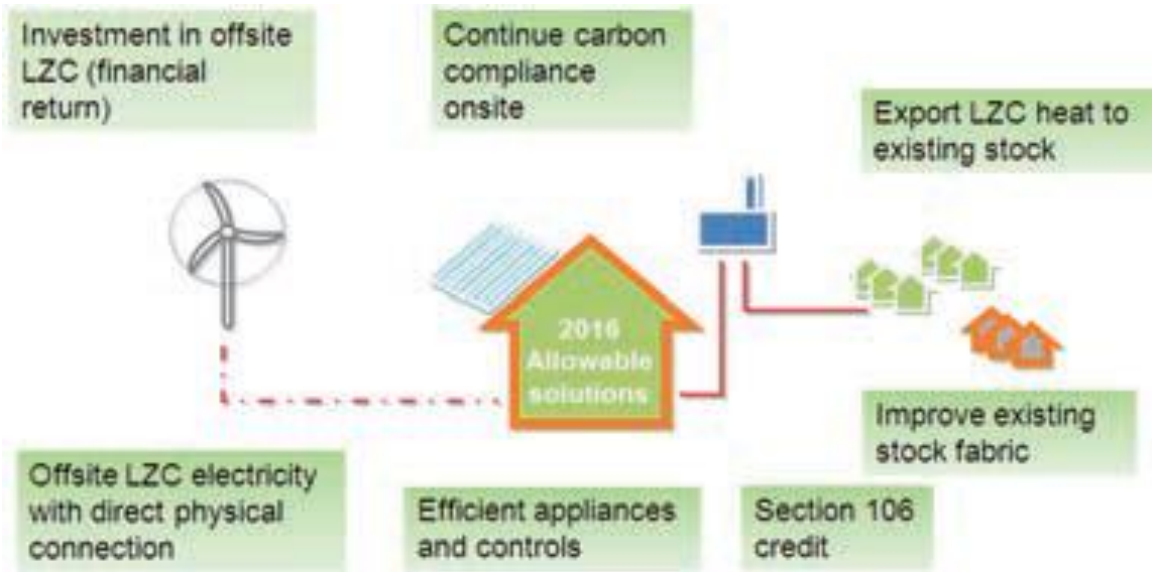 Investment in offsite
LZC (financial
return)
Continue carbon
compliance
onsite
Export LZC heat to
existing stock
2016
Allowable
solutions
Improve existing
stock fabric
Offsite LZC electricity
with direct physical
connection
Efficient appliances
and controls
Section 106
credit